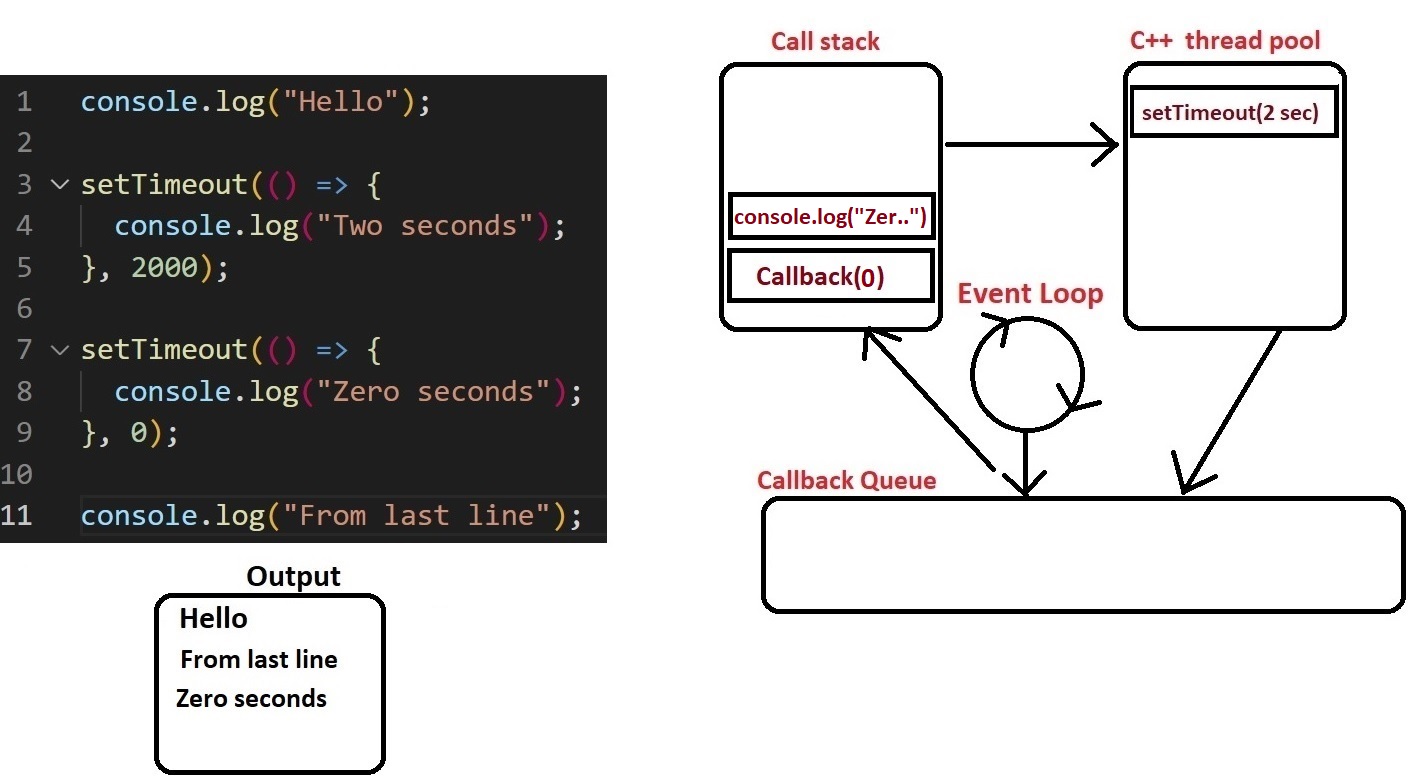 1 console.log("Hello");
2
3 setTimeout(() => {
4 console.log("Two seconds");
5 }, 2000);
6
7 setTimeout(() => {
8 console.log("Zero seconds");
9 }, 0);
10
11 console.log("From last line");
Output
Hello
From last line
Zero seconds
Call stack
console.log("Zer..")
Callback(0)
C++ thread pool
setTimeout(2 sec)
Event Loop
Callback Queue